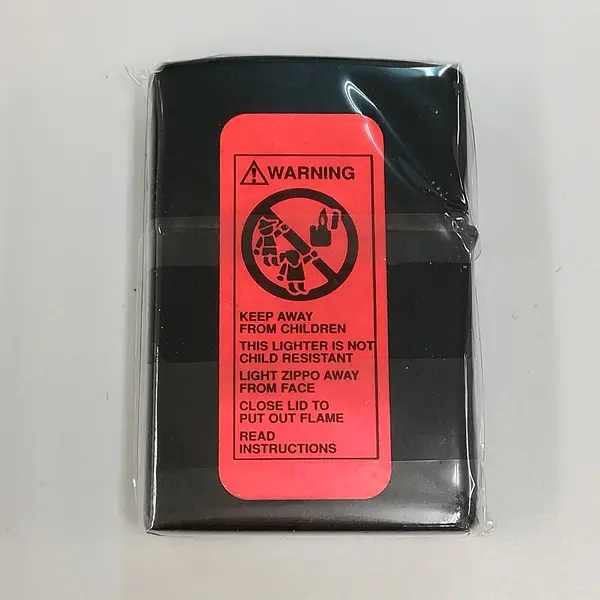 WARNING
KEEP AWAY
FROM CHILDREN
THIS LIGHTER IS NOT
CHILD RESISTANT
LIGHT ZIPPO AWAY
FROM FACE
CLOSE LID TO
PUT OUT FLAME
READ
INSTRUCTIONS